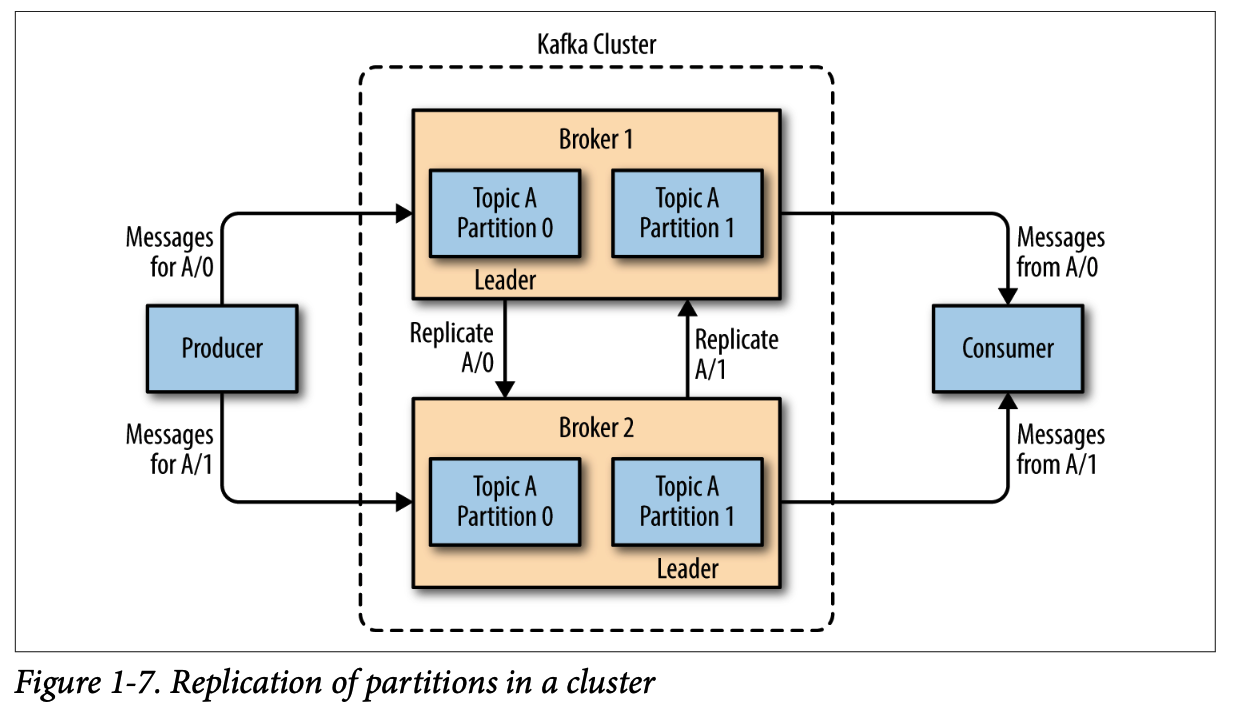 Kafka Cluster
Broker 1
Topic A
Partition 0
Topic A
Partition 1
Leader
Messages
for A/0
Messages
from A/0
Producer
Replicate
A/0
Replicate
A/1
Consumer
Broker 2
Messages
for A/1
Messages
from A/1
Topic A
Partition 0
Topic A
Partition 1
Leader
Figure 1-7. Replication of partitions in a cluster